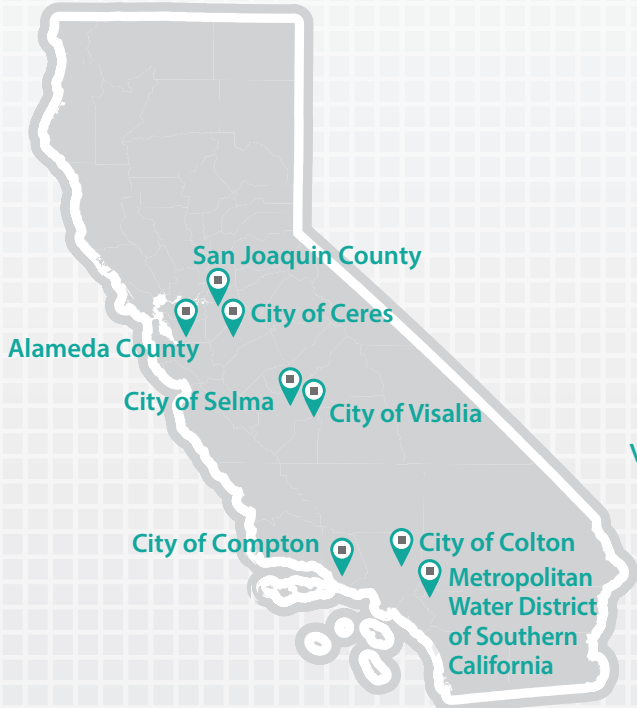 San Joaquin County
City of Ceres
Alameda County
City of Selma
City of Visalia
V
City of Compton
City of Colton
Metropolitan
Water District
of Southern
California